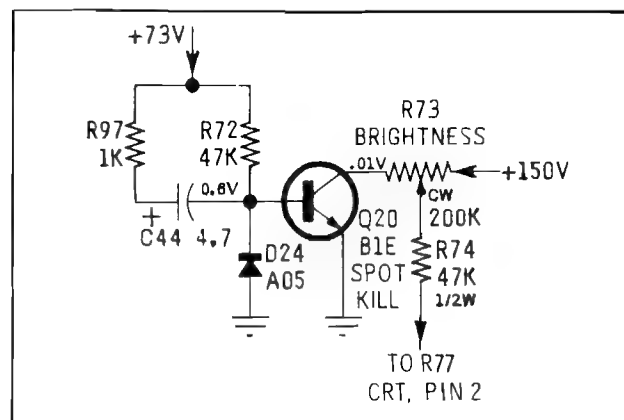 +73V
R97
1K
R72
47K
0.6V
+
C44 4.7
D24
A05
.01V
Q20
B1E
SPOT
KILL
R73
BRIGHTNESS
+150V
CW
200K
R74
47K
1/2W
TO R77
CRT, PIN 2